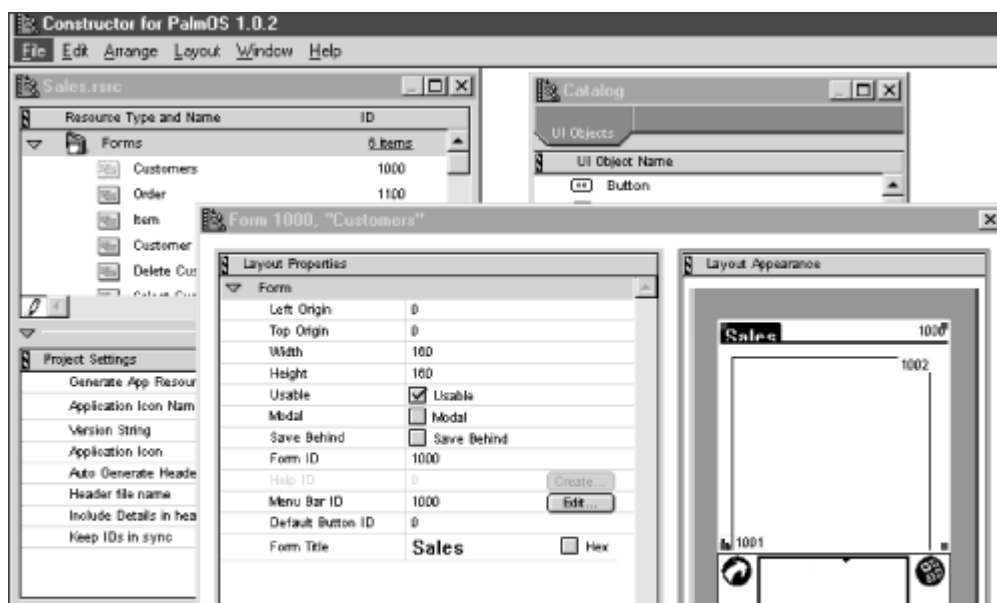 Constructor for PalmOS 1.0.2
File Edit Arrange Layout Window Help
Sales.rsrc
Resource Type and Name ID
Forms 6 items
Customers 1000
Order 1100
Item
Customer
Delete Cus
Project Settings
Generate App Resour
Application Icon Nam
Version String
Application Icon
Auto Generate Heade
Header file name
Include Details in hea
Keep IDs in sync
Catalog
UI Objects
UI Object Name
Button
Form 1000, "Customers"
Layout Properties
Form
Left Origin 0
Top Origin 0
Width 160
Height 160
Usable Usable
Modal Modal
Save Behind Save Behind
Form ID 1000
Help ID 0 Create...
Menu Bar ID 1000 Edit...
Default Button ID 0
Form Title Sales Hex
Layout Appearance
Sales 1000
1002
1001